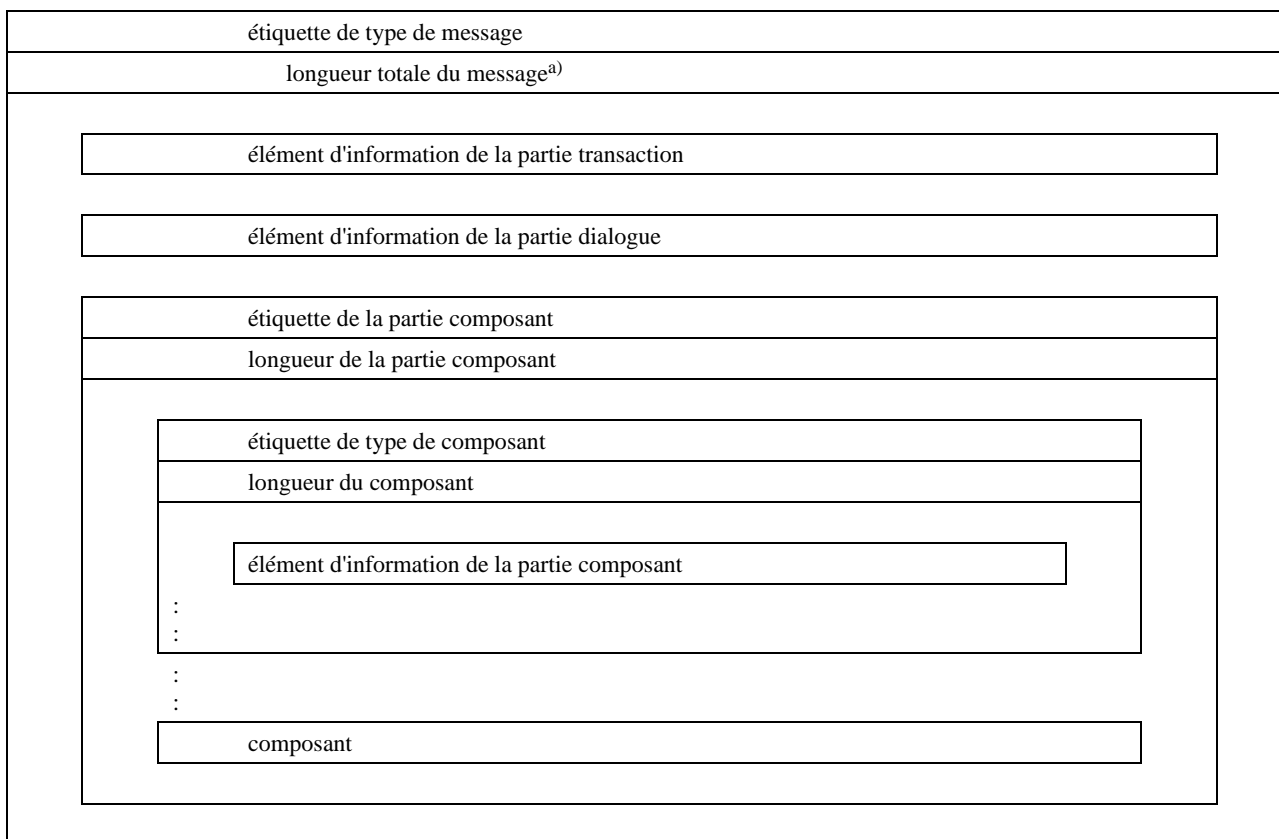 étiquette de type de message
longueur totale du messagea)
élément d'information de la partie transaction
élément d'information de la partie dialogue
étiquette de la partie composant
longueur de la partie composant
étiquette de type de composant
longueur du composant
élément d'information de la partie composant
:
:
:
:
composant